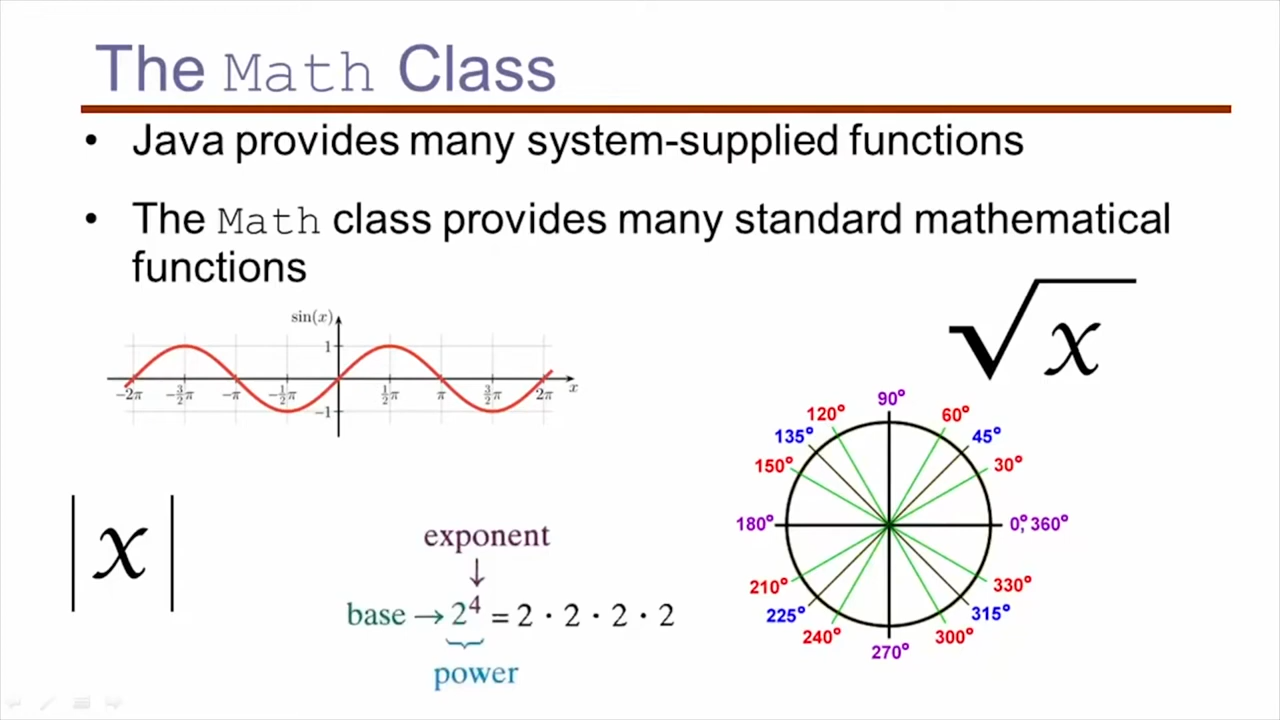 The Math Class
• Java provides many system-supplied functions
• The Math class provides many standard mathematical
functions
sin(x)
1
−2π −3/2π −π −1/2π 1/2π π 3/2π 2π x
−1
√x
90°
120° 60°
135° 45°
150° 30°
180° 0°, 360°
210° 330°
225° 315°
240° 300°
270°
|x|
exponent
↓
base → 2⁴ = 2 · 2 · 2 · 2
power